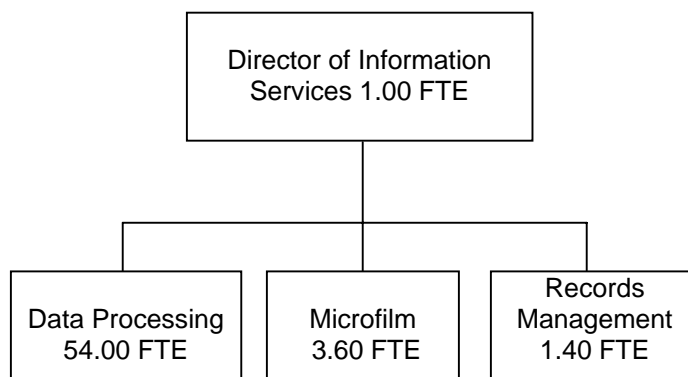 Director of Information
Services 1.00 FTE
Data Processing
54.00 FTE
Microfilm
3.60 FTE
Records
Management
1.40 FTE